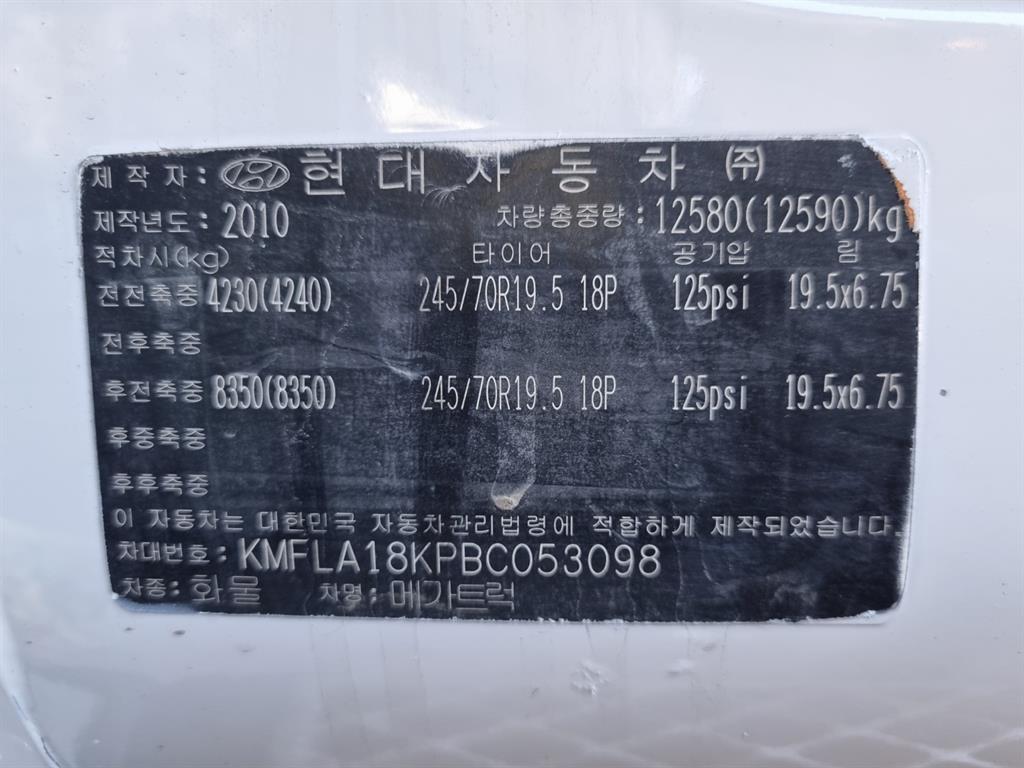 제 작 자 : 현 대 자 동 차 ㈜
제작년도 : 2010 차량총중량 : 12580(12590)kg
적차시(kg) 타이어 공기압 림
전전축중 4230(4240) 245/70R19.5 18P 125psi 19.5x6.75
전후축중
후전축중 8350(8350) 245/70R19.5 18P 125psi 19.5x6.75
후중축중
후후축중
이 자동차는 대한민국 자동차관리법령에 적합하게 제작되었습니다.
차대번호 : KMFLA18KPBC053098
차종 : 화물 차명 : 메가트럭